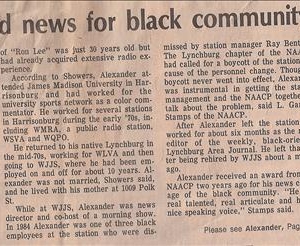 d news for black communit
of "Ron Lee" was just 30 years old but
had already acquired extensive radio ex-
perience.
According to Showers, Alexander at-
tended James Madison University in Har-
risonburg and had worked for the
university sports network as a color com-
mentator. He worked for several stations
in Harrisonburg during the early '70s, in-
cluding, WMRA, a public radio station,
WSVA and WQPO.
He returned to his native Lynchburg in
the mid-70s, working for WLVA and then
going to WJJS, where he had been em-
ployed on and off for about 10 years. Al-
exander was not married, Showers said,
and he lived with his mother at 1009 Polk
St.
While at WJJS, Alexander was news
director and co-host of a morning show.
In 1984 Alexander was one of three black
employees at the station who were dis-
missed by station manager Ray Bent
The Lynchburg chapter of the NAAC
had called for a boycott of the station
cause of the personnel change. Thoug
boycott never went into effect, Alexan
was instrumental in getting the stat
management and the NAACP togethe
talk about the problem, said L. Gar
Stamps of the NAACP.
After Alexander left the station
worked for about six months as the n
editor of the weekly, black-orien
Lynchburg Area Journal. He left tha
ter being rehired by WJJS about a w
ago.
Alexander received an award from
NAACP two years ago for his news co
age of the black community. "He
real talented, real articulate and h
nice speaking voice," Stamps said.
Please see Alexander, Pag